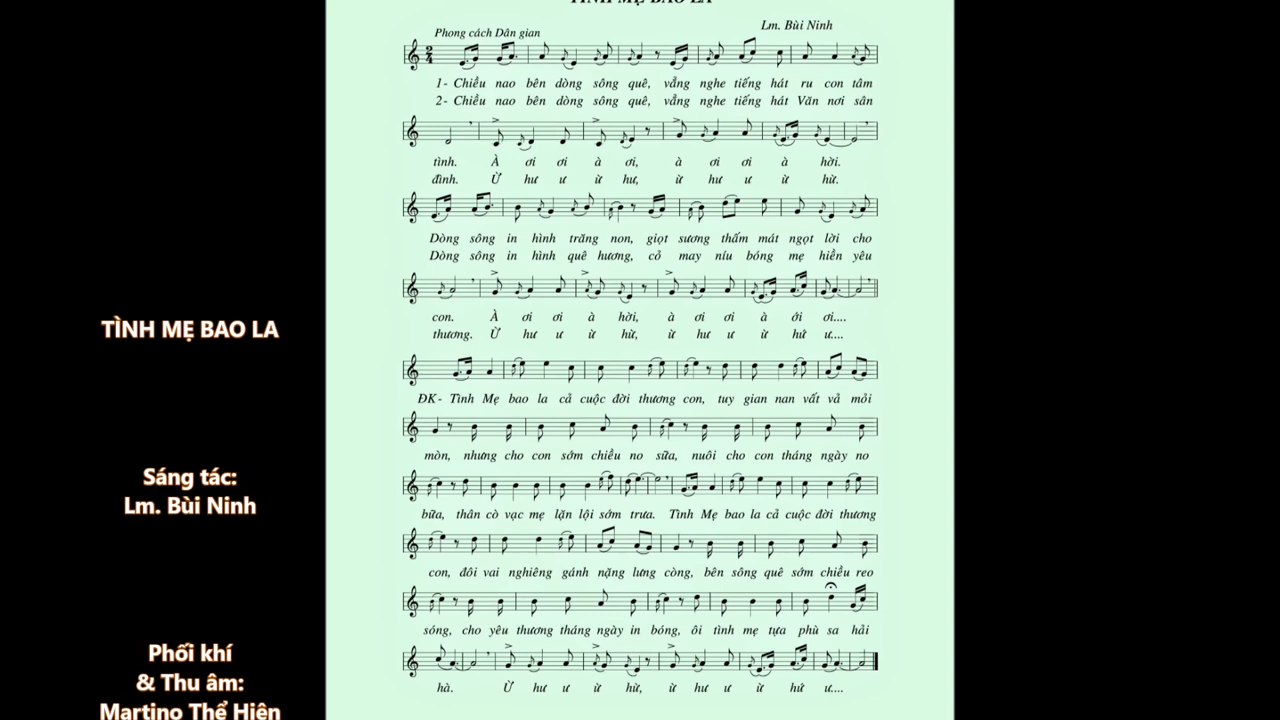 TÌNH MẸ BAO LA
Phong cách Dân gian
Lm. Bùi Ninh
1- Chiều nao bên dòng sông quê, vẳng nghe tiếng hát ru con tâm
2- Chiều nao bên dòng sông quê, vẳng nghe tiếng hát Văn nơi sân
tình. À ơi ơi à ơi, à ơi ơi à hời.
đình. Ừ hư ư ừ hư, ừ hư ư ừ hừ.
Dòng sông in hình trăng non, giọt sương thấm mát ngọt lời cho
Dòng sông in hình quê hương, cỏ may níu bóng mẹ hiền yêu
con. À ơi ơi à hời, à ơi ơi à ới ơi....
thương. Ừ hư ư ừ hừ, ừ hư ư ừ hứ ư....
ĐK- Tình Mẹ bao la cả cuộc đời thương con, tuy gian nan vất vả mỏi
mòn, nhưng cho con sớm chiều no sữa, nuôi cho con tháng ngày no
bữa, thân cò vạc mẹ lặn lội sớm trưa. Tình Mẹ bao la cả cuộc đời thương
con, đôi vai nghiêng gánh nặng lưng còng, bên sông quê sớm chiều reo
sóng, cho yêu thương tháng ngày in bóng, ôi tình mẹ tựa phù sa hải
hà. Ừ hư ư ừ hừ, ừ hư ư ừ hứ ư....
TÌNH MẸ BAO LA
Sáng tác:
Lm. Bùi Ninh
Phối khí
& Thu âm:
Martino Thể Hiện